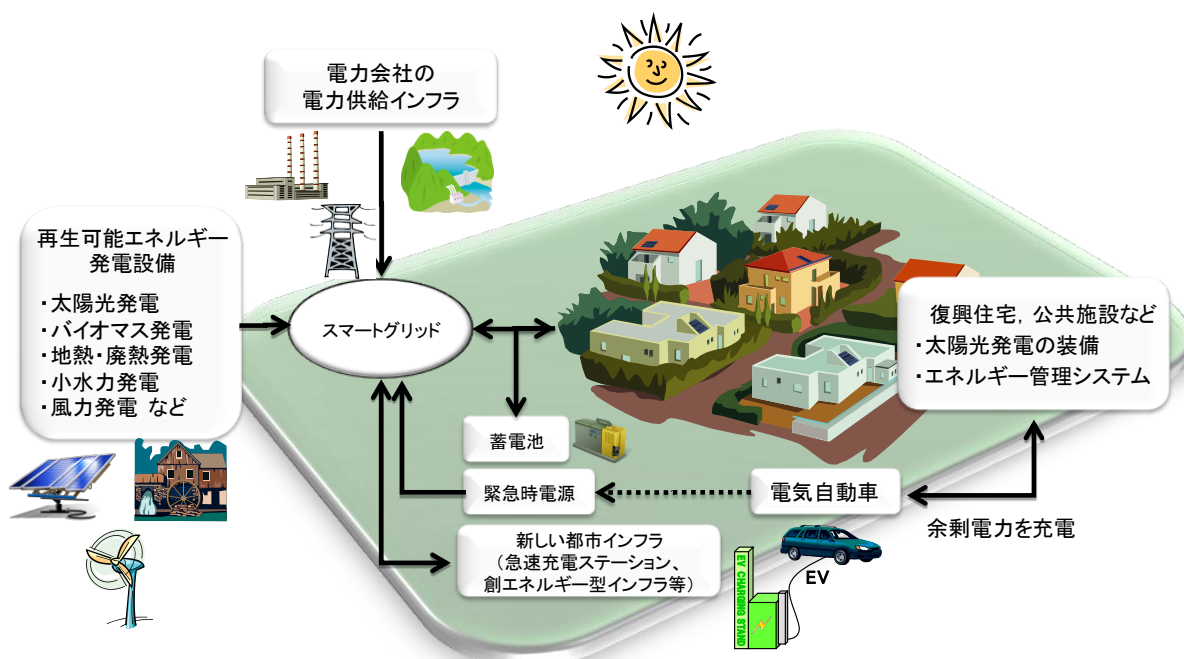 電力会社の
電力供給インフラ
再生可能エネルギー
発電設備
・太陽光発電
・バイオマス発電
・地熱・廃熱発電
・小水力発電
・風力発電 など
スマートグリッド
復興住宅，公共施設など
・太陽光発電の装備
・エネルギー管理システム
蓄電池
緊急時電源
電気自動車
余剰電力を充電
新しい都市インフラ
（急速充電ステーション、
創エネルギー型インフラ等）
EV
EV CHARGING STAND